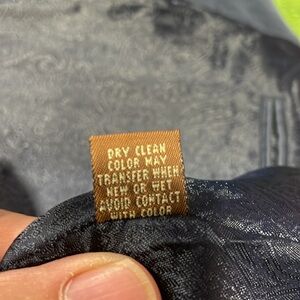 DRY CLEAN
COLOR MAY
TRANSFER WHEN
NEW OR WET
AVOID CONTACT
WITH COLOR